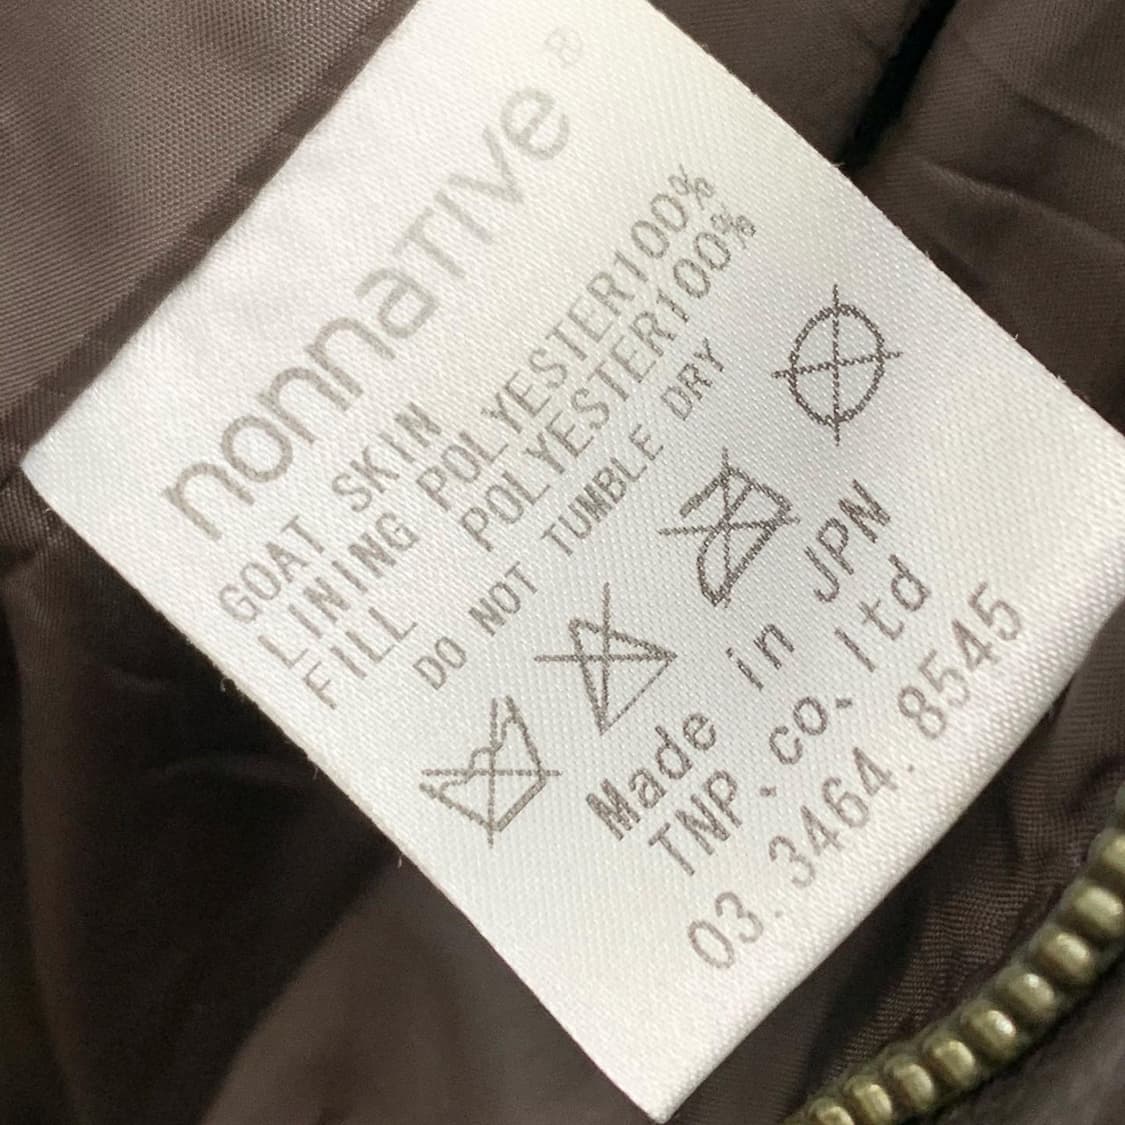 nonnative®
GOAT SKIN
LINING POLYESTER100%
FILL POLYESTER100%
DO NOT TUMBLE DRY
Made in JPN
TNP.co.ltd
03.3464.8545